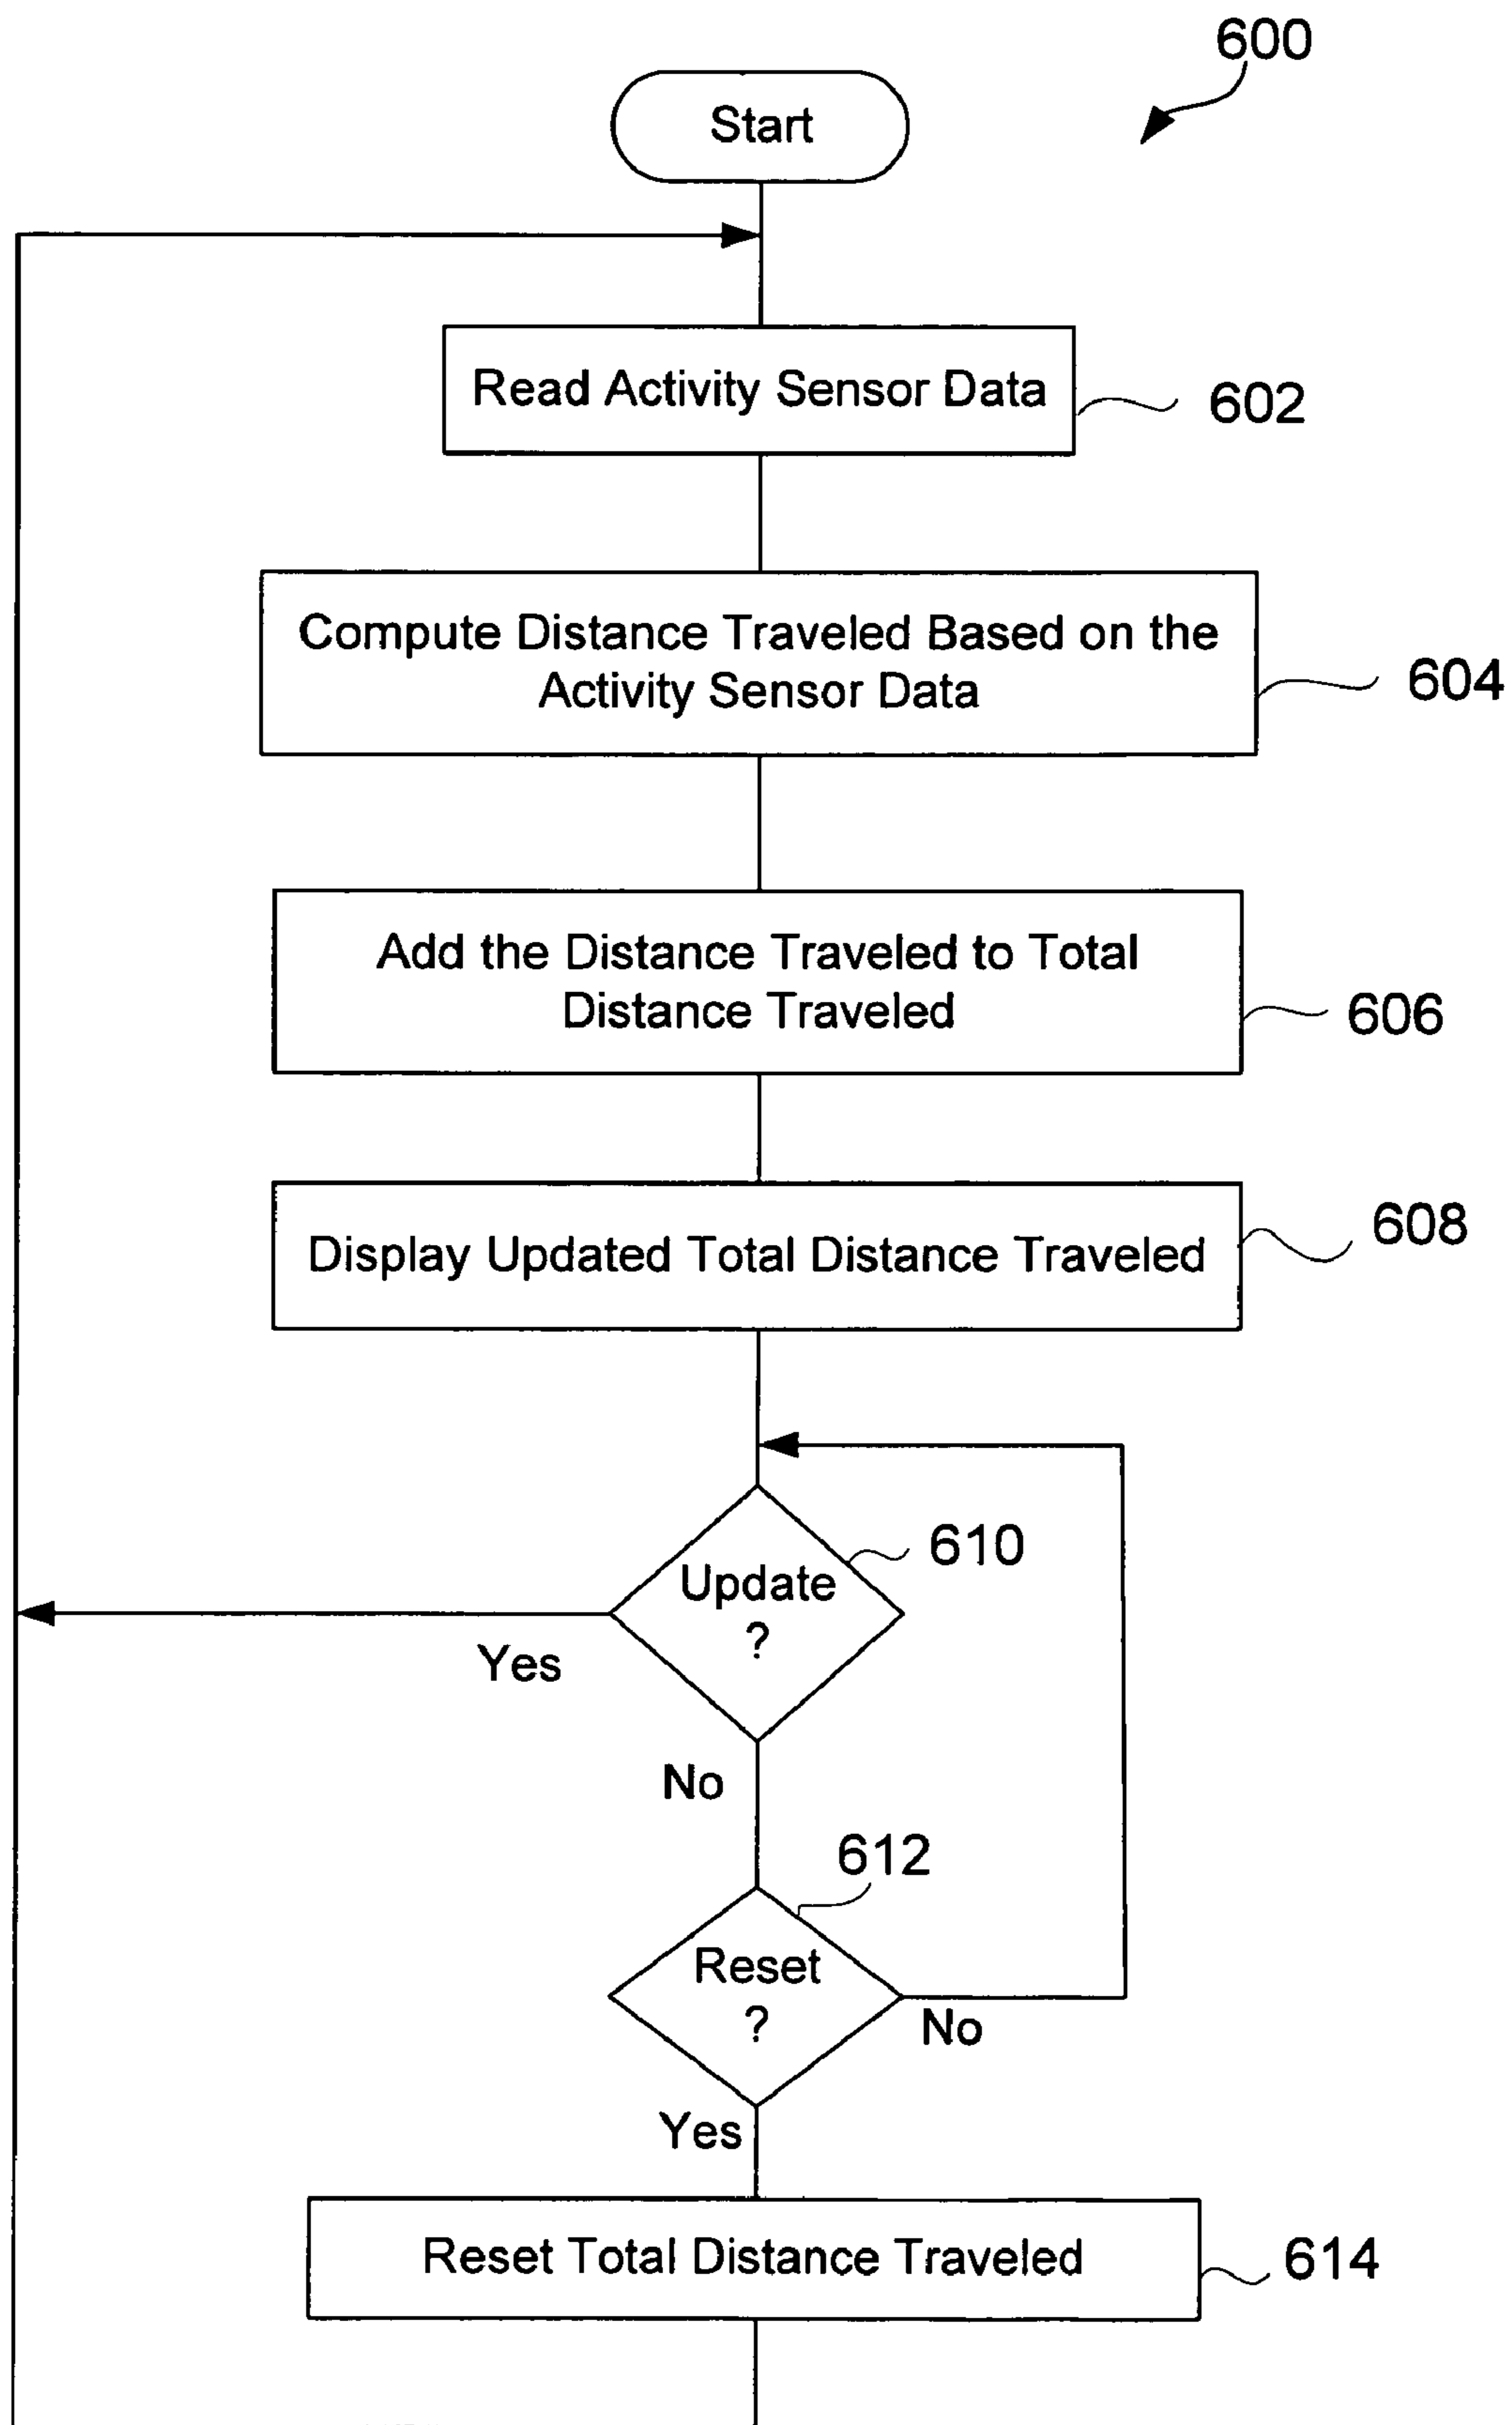 600
Start
Read Activity Sensor Data
602
Compute Distance Traveled Based on the
Activity Sensor Data
604
Add the Distance Traveled to Total
Distance Traveled
606
Display Updated Total Distance Traveled
608
610
Update
?
Yes
No
612
Reset
?
No
Yes
Reset Total Distance Traveled
614